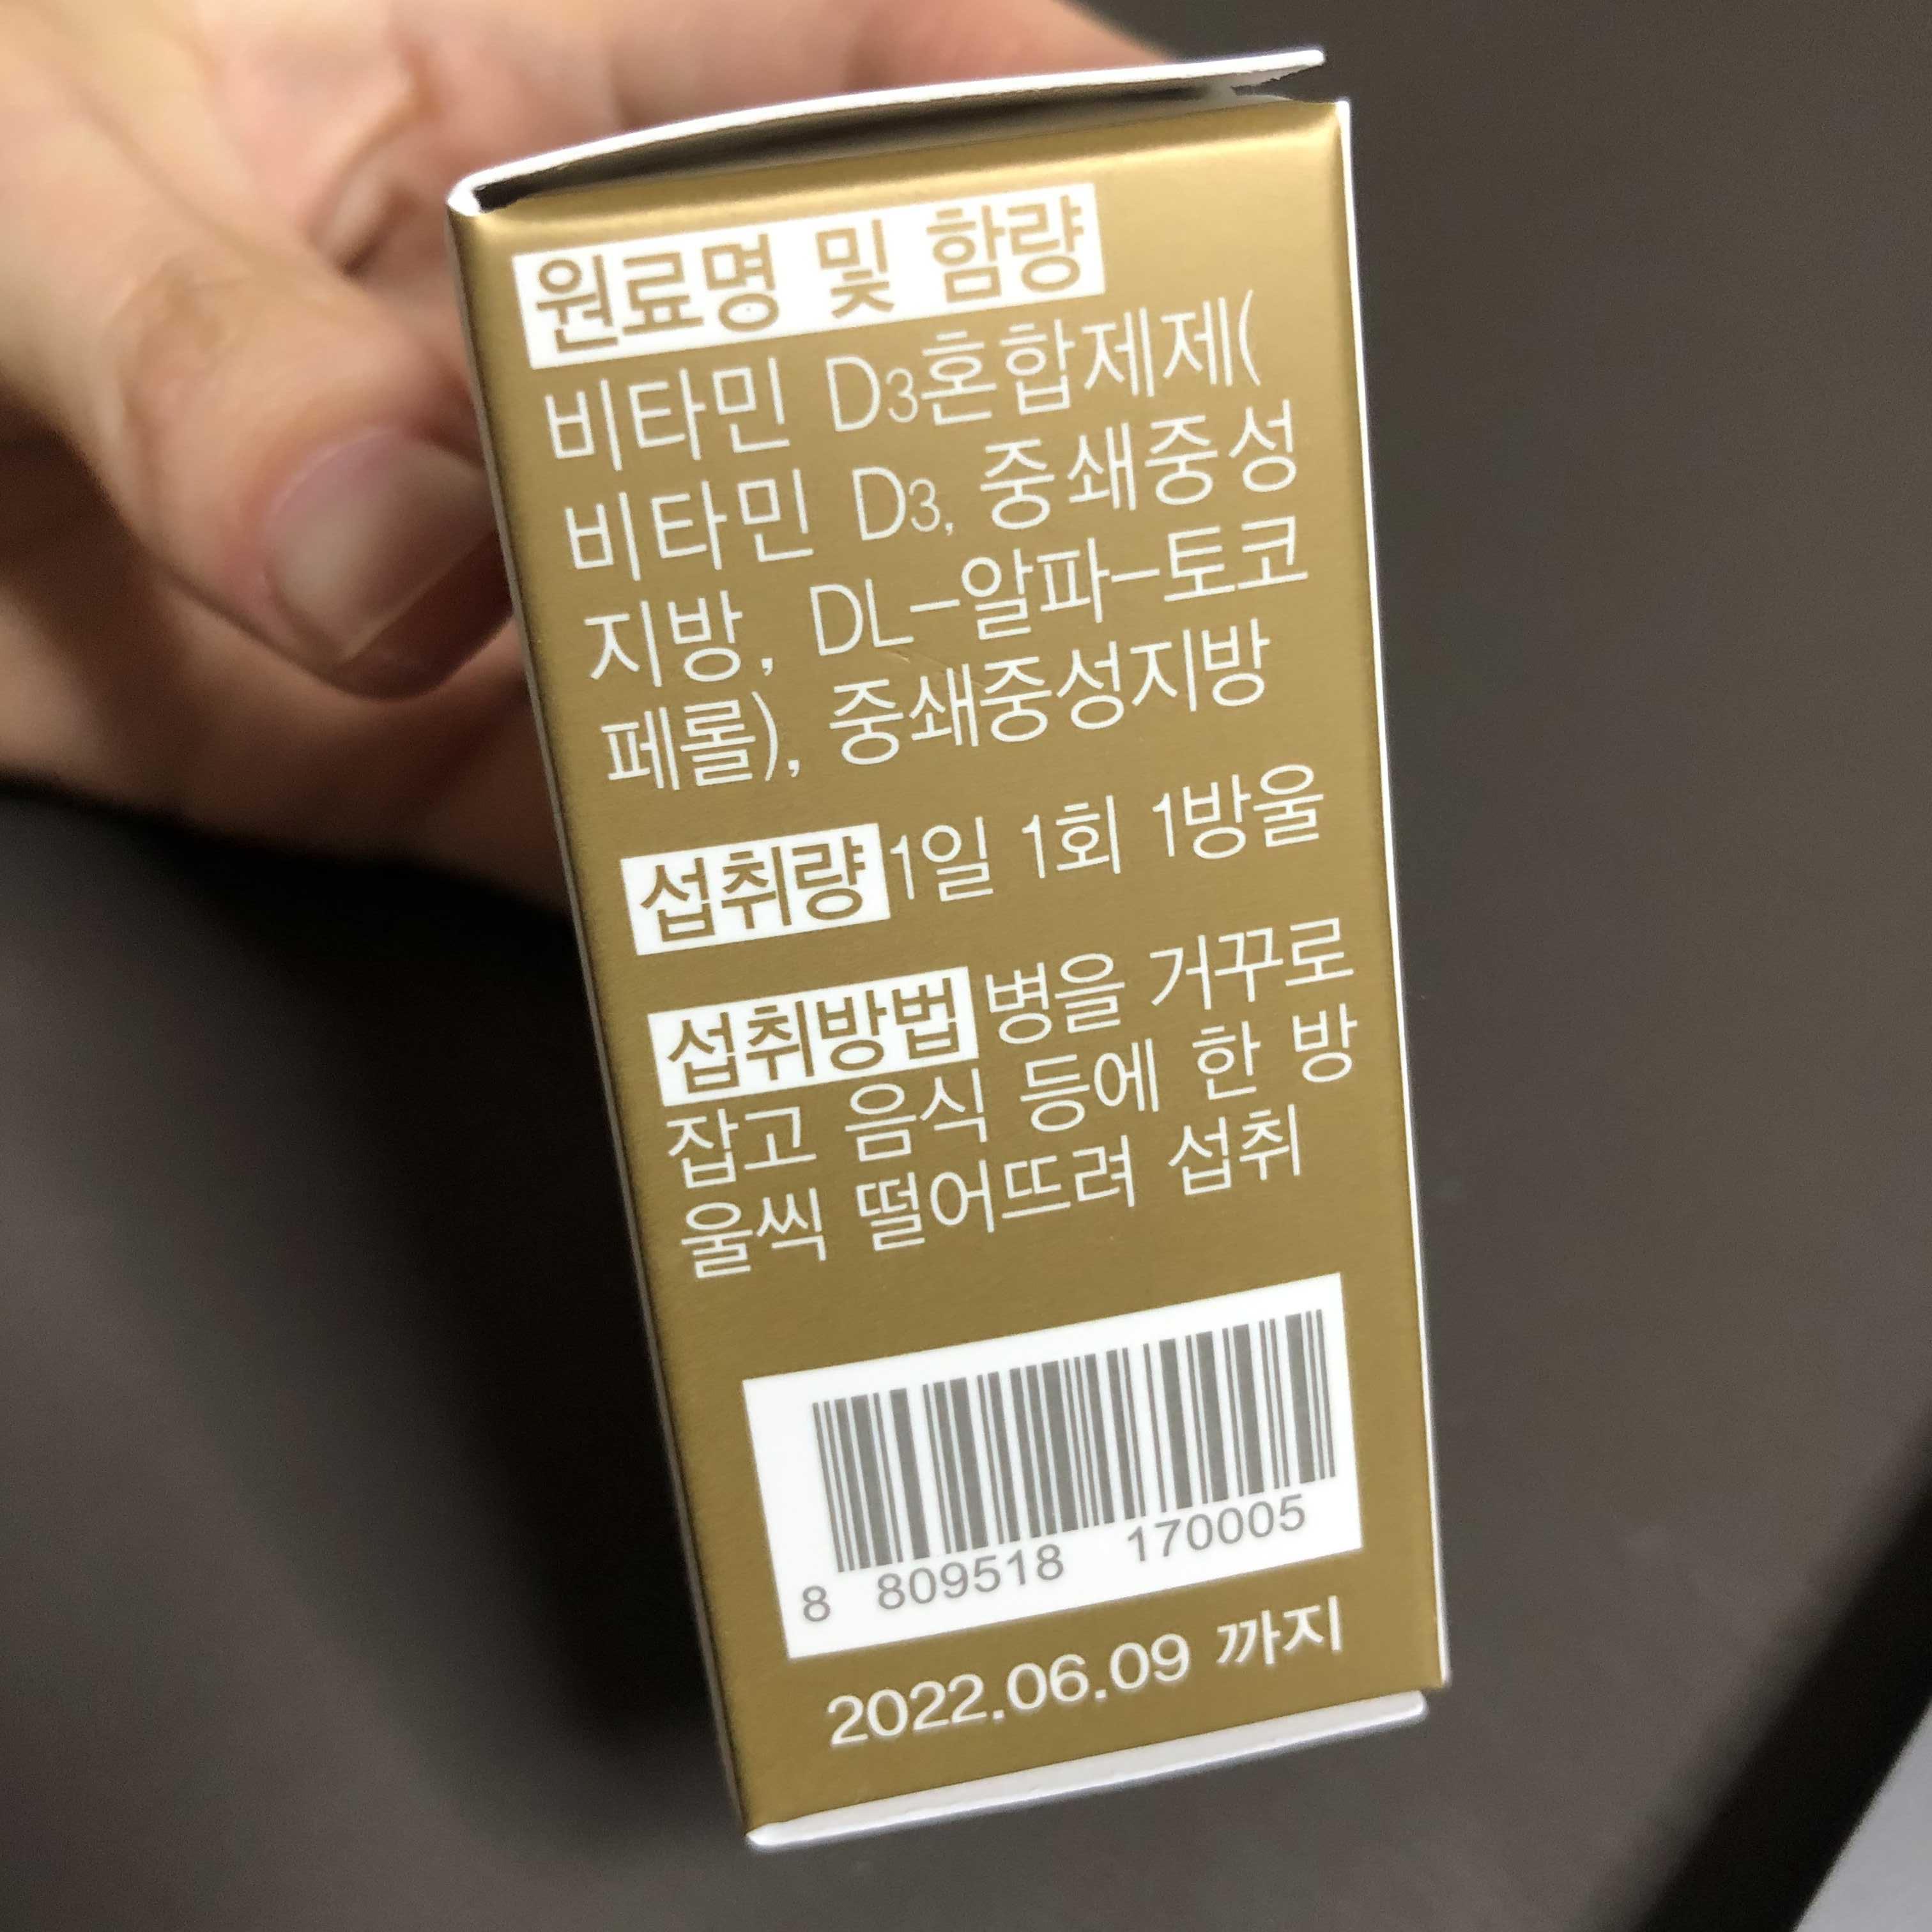 원료명 및 함량
비타민 D3혼합제제(
비타민 D3, 중쇄중성
지방, DL-알파-토코
페롤), 중쇄중성지방
섭취량 1일 1회 1방울
섭취방법 병을 거꾸로
잡고 음식 등에 한 방
울씩 떨어뜨려 섭취
8 809518 170005
2022.06.09 까지